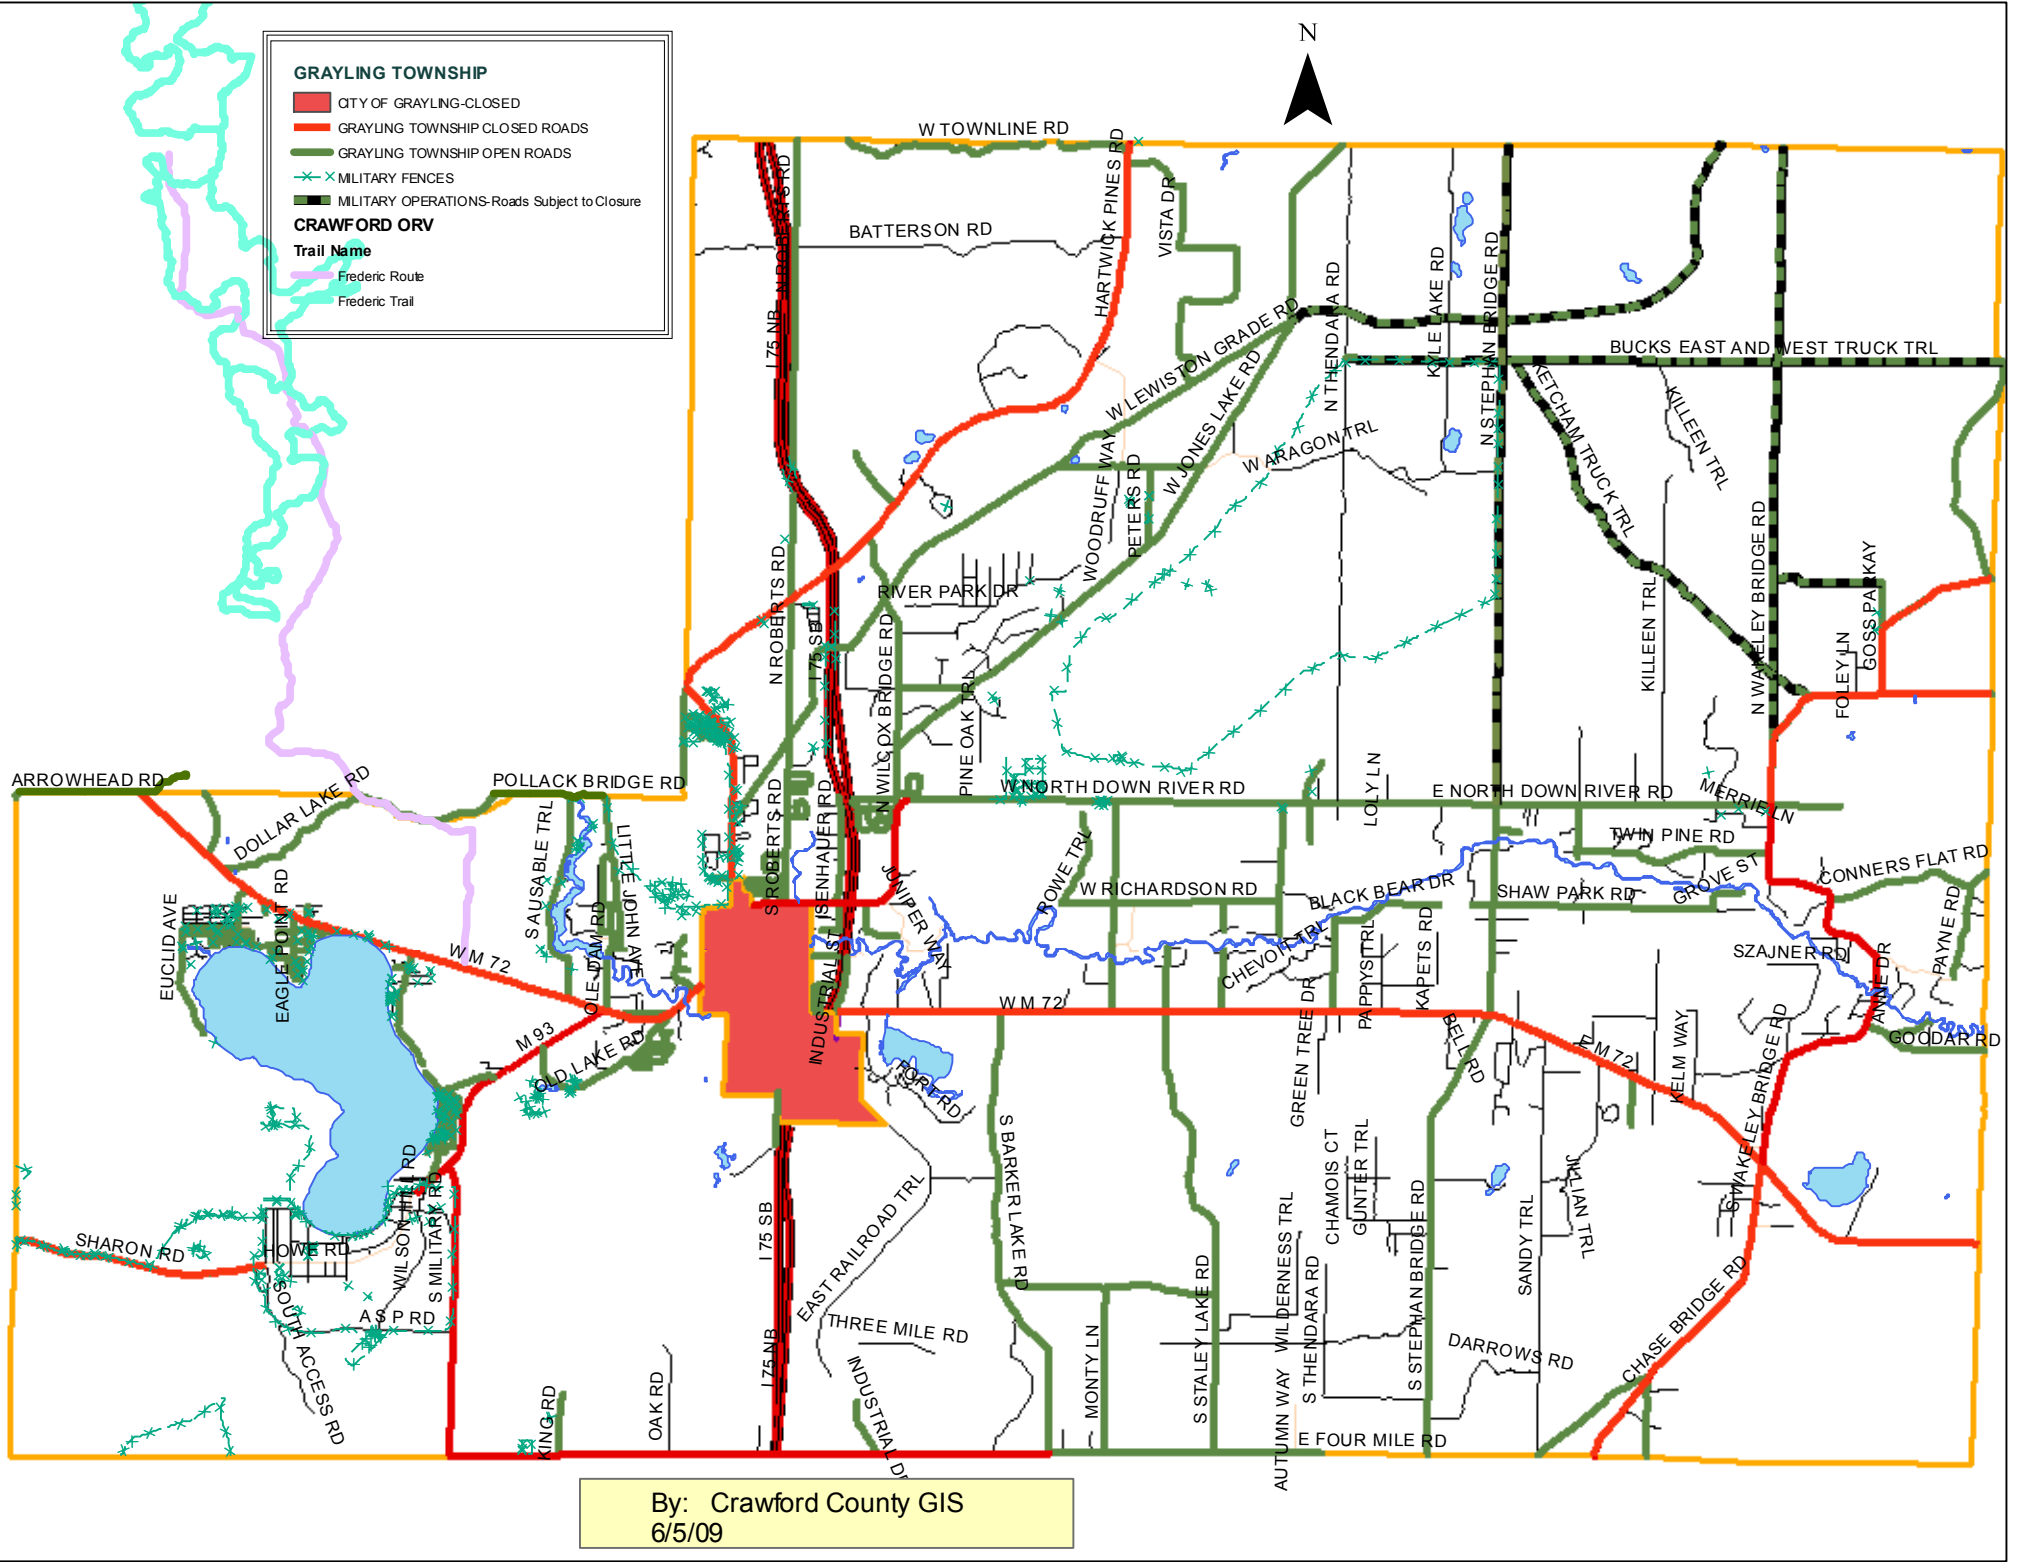 N
GRAYLING TOWNSHIP
CITY OF GRAYLING-CLOSED
GRAYLING TOWNSHIP CLOSED ROADS
GRAYLING TOWNSHIP OPEN ROADS
MILITARY FENCES
MILITARY OPERATIONS-Roads Subject to Closure
CRAWFORD ORV
Trail Name
Frederic Route
Frederic Trail
W TOWNLINE RD
N ROBERTS RD
HARTWICK PINES RD
VISTA DR
BATTERSON RD
I 75 NB
W LEWISTON GRADE RD
N THENDARA RD
KYLE LAKE RD
N STEPHAN BRIDGE RD
BUCKS EAST AND WEST TRUCK TRL
W JONES LAKE RD
W ARAGON TRL
KETCHAM TRUCK TRL
KILLEEN TRL
WOODRUFF WAY
PETERS RD
N ROBERTS RD
RIVER PARK DR
I 75 SB
N WILCOX BRIDGE RD
PINE OAK TRL
KILLEEN TRL
N WAKELEY BRIDGE RD
GOSS PARKAY
FOLEY LN
ARROWHEAD RD
DOLLAR LAKE RD
POLLACK BRIDGE RD
W NORTH DOWN RIVER RD
LOLY LN
E NORTH DOWN RIVER RD
MERRIE LN
TWIN PINE RD
S AUSABLE TRL
LITTLE JOHN AVE
S ROBERTS RD
ISENHAUER RD
JUNIPER WAY
ROWE TRL
W RICHARDSON RD
BLACK BEAR DR
SHAW PARK RD
GROVE ST
CONNERS FLAT RD
EUCLID AVE
EAGLE POINT RD
W M 72
OLE DAM RD
INDUSTRIAL ST
CHEVOT TRL
PAPPYS TRL
KAPETS RD
SZAJNER RD
PAYNE RD
ANNE DR
GOODAR RD
M 93
OLD LAKE RD
W M 72
FORT RD
GREEN TREE DR
BELL RD
E M 72
KELM WAY
S WAKELEY BRIDGE RD
S BARKER LAKE RD
CHAMOIS CT
GUNTER TRL
JILLIAN TRL
SANDY TRL
SHARON RD
HOWE RD
WILSON HILL RD
S MILITARY RD
A S P RD
SOUTH ACCESS RD
I 75 SB
I 75 NB
EAST RAILROAD TRL
THREE MILE RD
INDUSTRIAL DR
KING RD
OAK RD
MONTY LN
S STALEY LAKE RD
WILDERNESS TRL
AUTUMN WAY
S THENDARA RD
S STEPHAN BRIDGE RD
DARROWS RD
CHASE BRIDGE RD
E FOUR MILE RD
By: Crawford County GIS
6/5/09